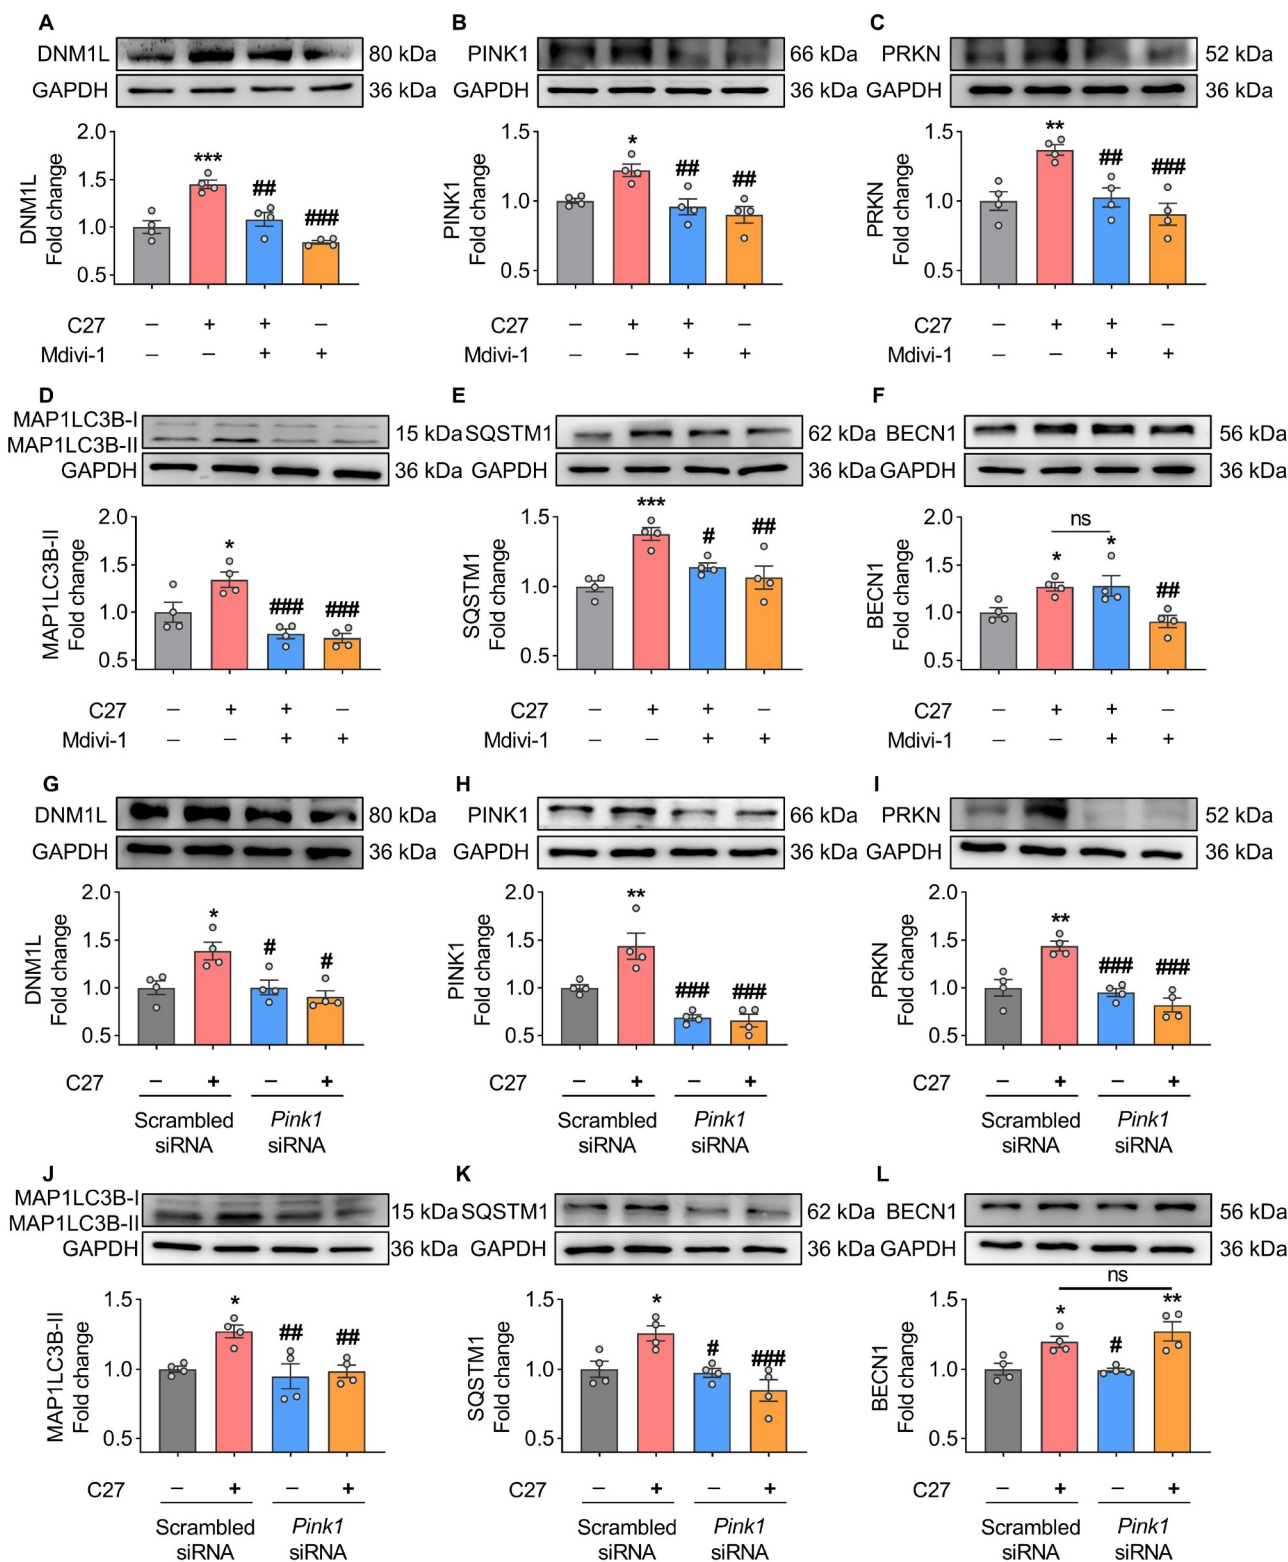 A B C
DNM1L 80 kDa PINK1 66 kDa PRKN 52 kDa
GAPDH 36 kDa GAPDH 36 kDa GAPDH 36 kDa
DNM1L
Fold change
2.0
1.5
1.0
0.5
*** ## ###
PINK1
Fold change
1.5
1.0
0.5
* ## ##
PRKN
Fold change
1.5
1.0
0.5
** ## ###
C27 – + + – C27 – + + – C27 – + + –
Mdivi-1 – – + + Mdivi-1 – – + + Mdivi-1 – – + +
D E F
MAP1LC3B-I
MAP1LC3B-II 15 kDa SQSTM1 62 kDa BECN1 56 kDa
GAPDH 36 kDa GAPDH 36 kDa GAPDH 36 kDa
MAP1LC3B-II
Fold change
2.0
1.5
1.0
0.5
* ### ###
SQSTM1
Fold change
1.5
1.0
0.5
*** # ##
BECN1
Fold change
2.0
1.5
1.0
0.5
ns
* * ##
C27 – + + – C27 – + + – C27 – + + –
Mdivi-1 – – + + Mdivi-1 – – + + Mdivi-1 – – + +
G H I
DNM1L 80 kDa PINK1 66 kDa PRKN 52 kDa
GAPDH 36 kDa GAPDH 36 kDa GAPDH 36 kDa
DNM1L
Fold change
2.0
1.5
1.0
0.5
* # #
PINK1
Fold change
2.0
1.5
1.0
0.5
** ### ###
PRKN
Fold change
2.0
1.5
1.0
0.5
** ### ###
C27 – + – + C27 – + – + C27 – + – +
Scrambled Pink1 Scrambled Pink1 Scrambled Pink1
siRNA siRNA siRNA siRNA siRNA siRNA
J K L
MAP1LC3B-I
MAP1LC3B-II 15 kDa SQSTM1 62 kDa BECN1 56 kDa
GAPDH 36 kDa GAPDH 36 kDa GAPDH 36 kDa
MAP1LC3B-II
Fold change
1.5
1.0
0.5
* ## ##
SQSTM1
Fold change
1.5
1.0
0.5
* # ###
BECN1
Fold change
1.5
1.0
0.5
ns
* # **
C27 – + – + C27 – + – + C27 – + – +
Scrambled Pink1 Scrambled Pink1 Scrambled Pink1
siRNA siRNA siRNA siRNA siRNA siRNA